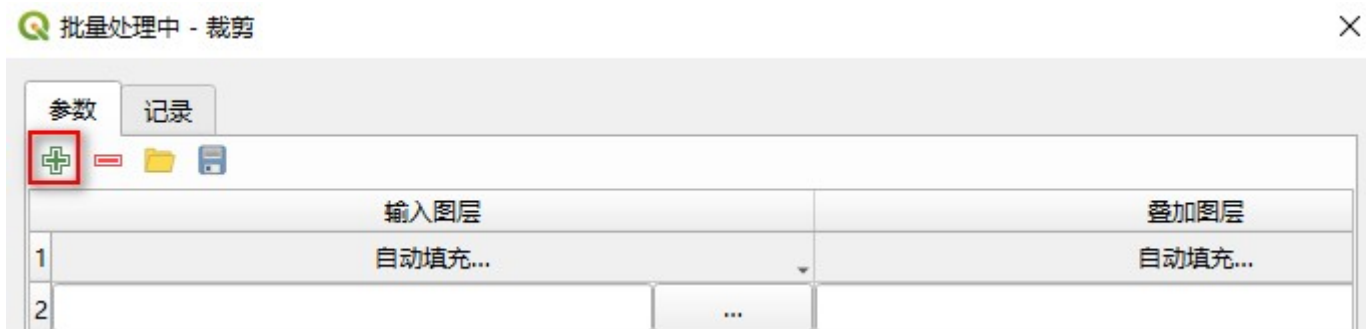 批量处理中 - 裁剪
参数 记录
输入图层 叠加图层
1 自动填充... 自动填充...
2 ...